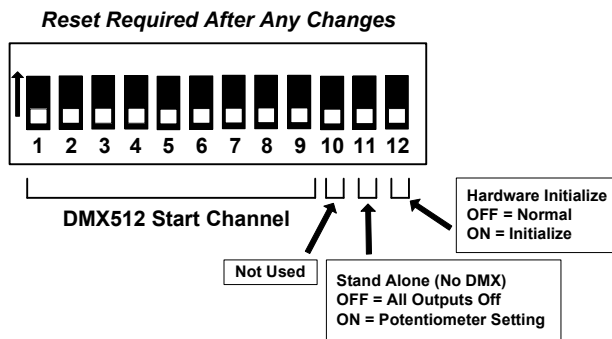 Reset Required After Any Changes
1 2 3 4 5 6 7 8 9 10 11 12
DMX512 Start Channel
Hardware Initialize
OFF = Normal
ON = Initialize
Not Used
Stand Alone (No DMX)
OFF = All Outputs Off
ON = Potentiometer Setting